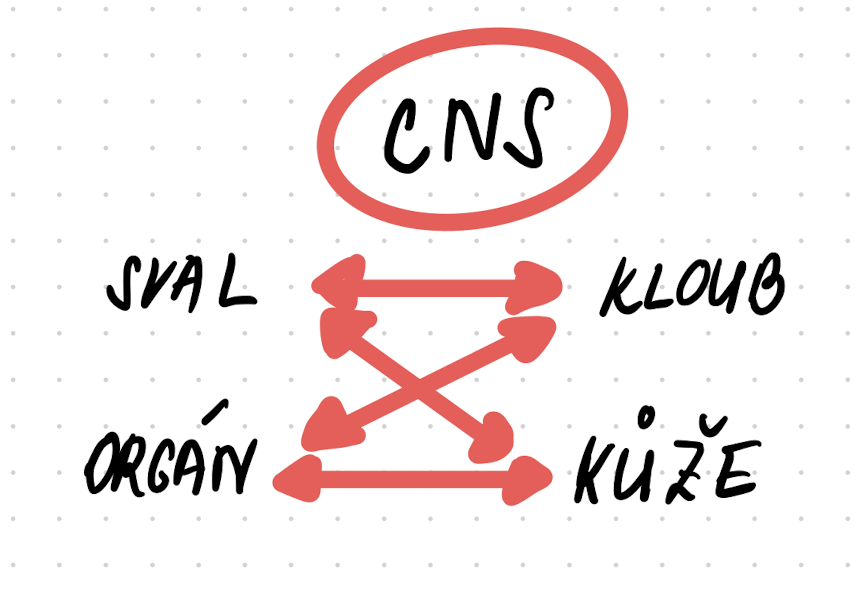 CNS
SVAL KLOUB
ORGÁN KŮŽE